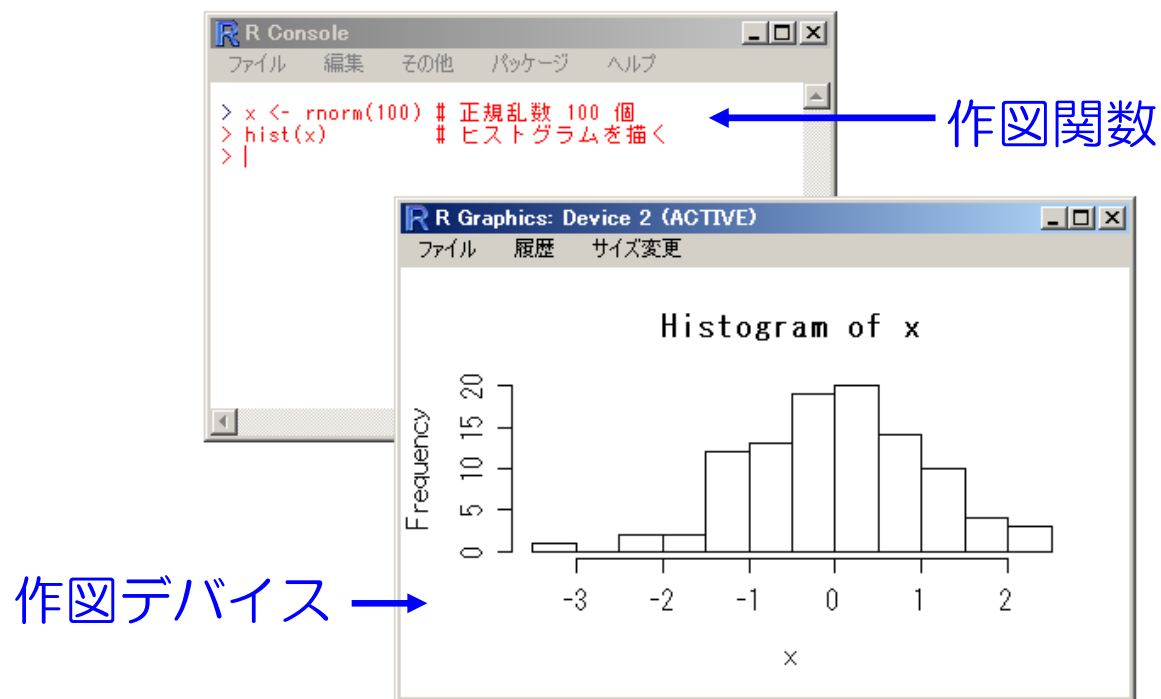 R Console
ファイル 編集 その他 パッケージ ヘルプ
> x <- rnorm(100) # 正規乱数 100 個
> hist(x) # ヒストグラムを描く
>
作図関数
R Graphics: Device 2 (ACTIVE)
ファイル 履歴 サイズ変更
Histogram of x
Frequency
20
15
10
5
0
-3 -2 -1 0 1 2
x
作図デバイス